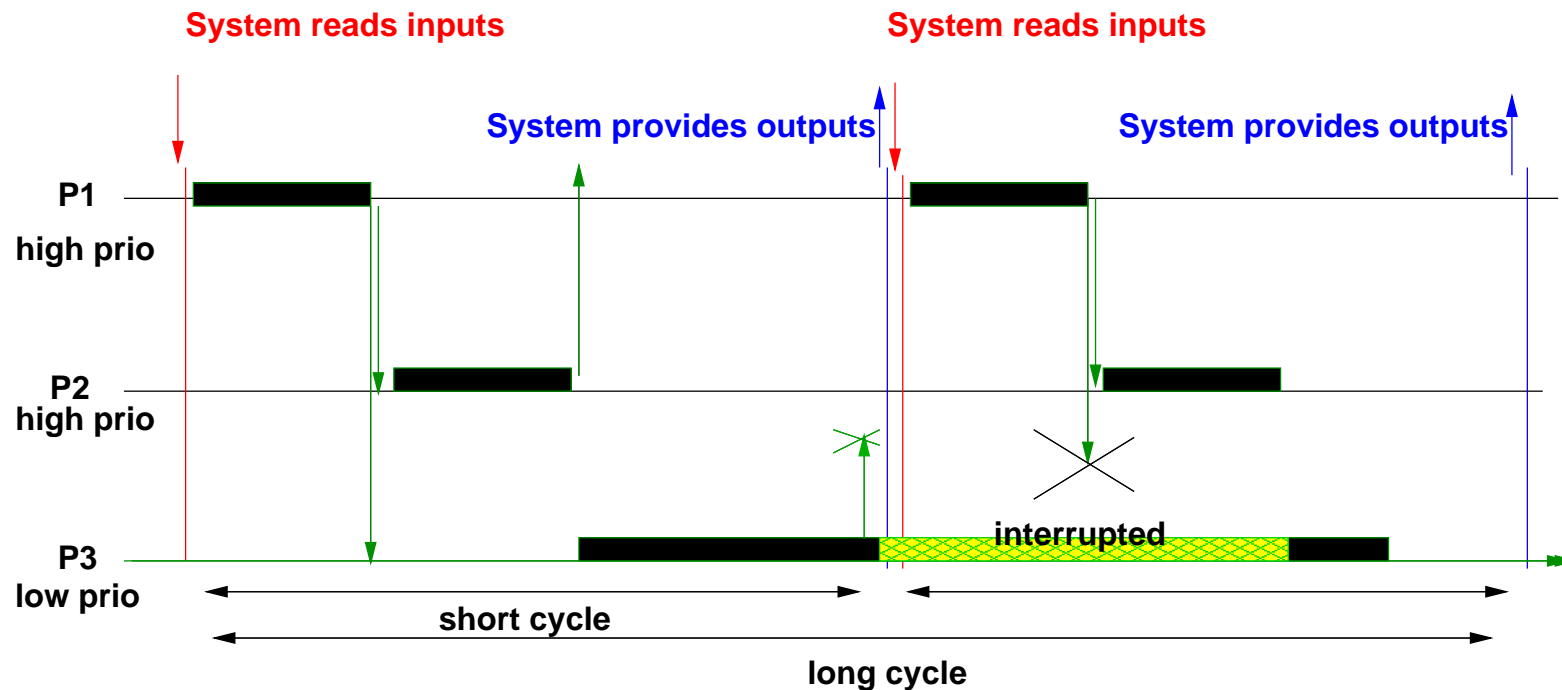 System reads inputs
System reads inputs
System provides outputs
System provides outputs
P1
high prio
P2
high prio
interrupted
P3
low prio
short cycle
long cycle